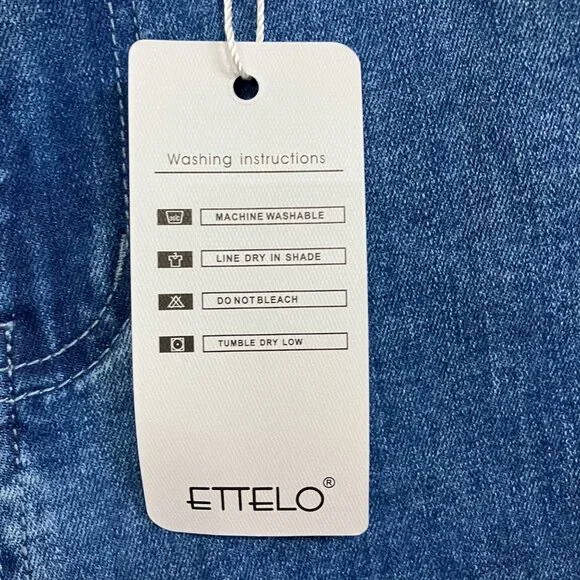 Washing instructions
MACHINE WASHABLE
LINE DRY IN SHADE
DO NOT BLEACH
TUMBLE DRY LOW
ETTELO®